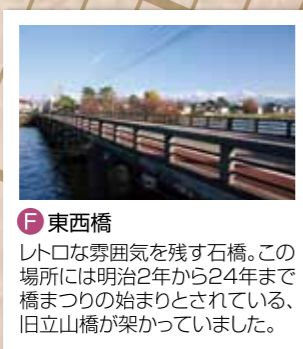 F 東西橋
レトロな雰囲気を残す石橋。この
場所には明治2年から24年まで
橋まつりの始まりとされている、
旧立山橋が架かっていました。